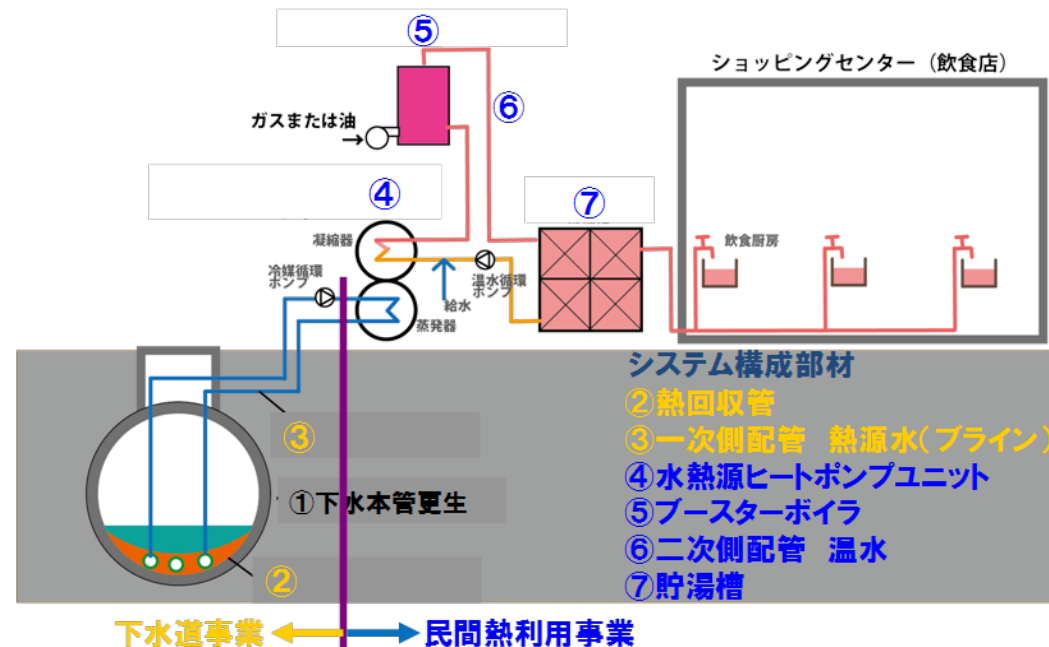 ⑤
ショッピングセンター（飲食店）
⑥
ガスまたは油
④
⑦
凝縮器
飲食厨房
冷媒循環
ポンプ
温水循環
ポンプ
給水
蒸発器
システム構成部材
②熱回収管
③一次側配管 熱源水(ブライン)
④水熱源ヒートポンプユニット
⑤ブースターボイラ
⑥二次側配管 温水
⑦貯湯槽
③
①下水本管更生
②
下水道事業
民間熱利用事業